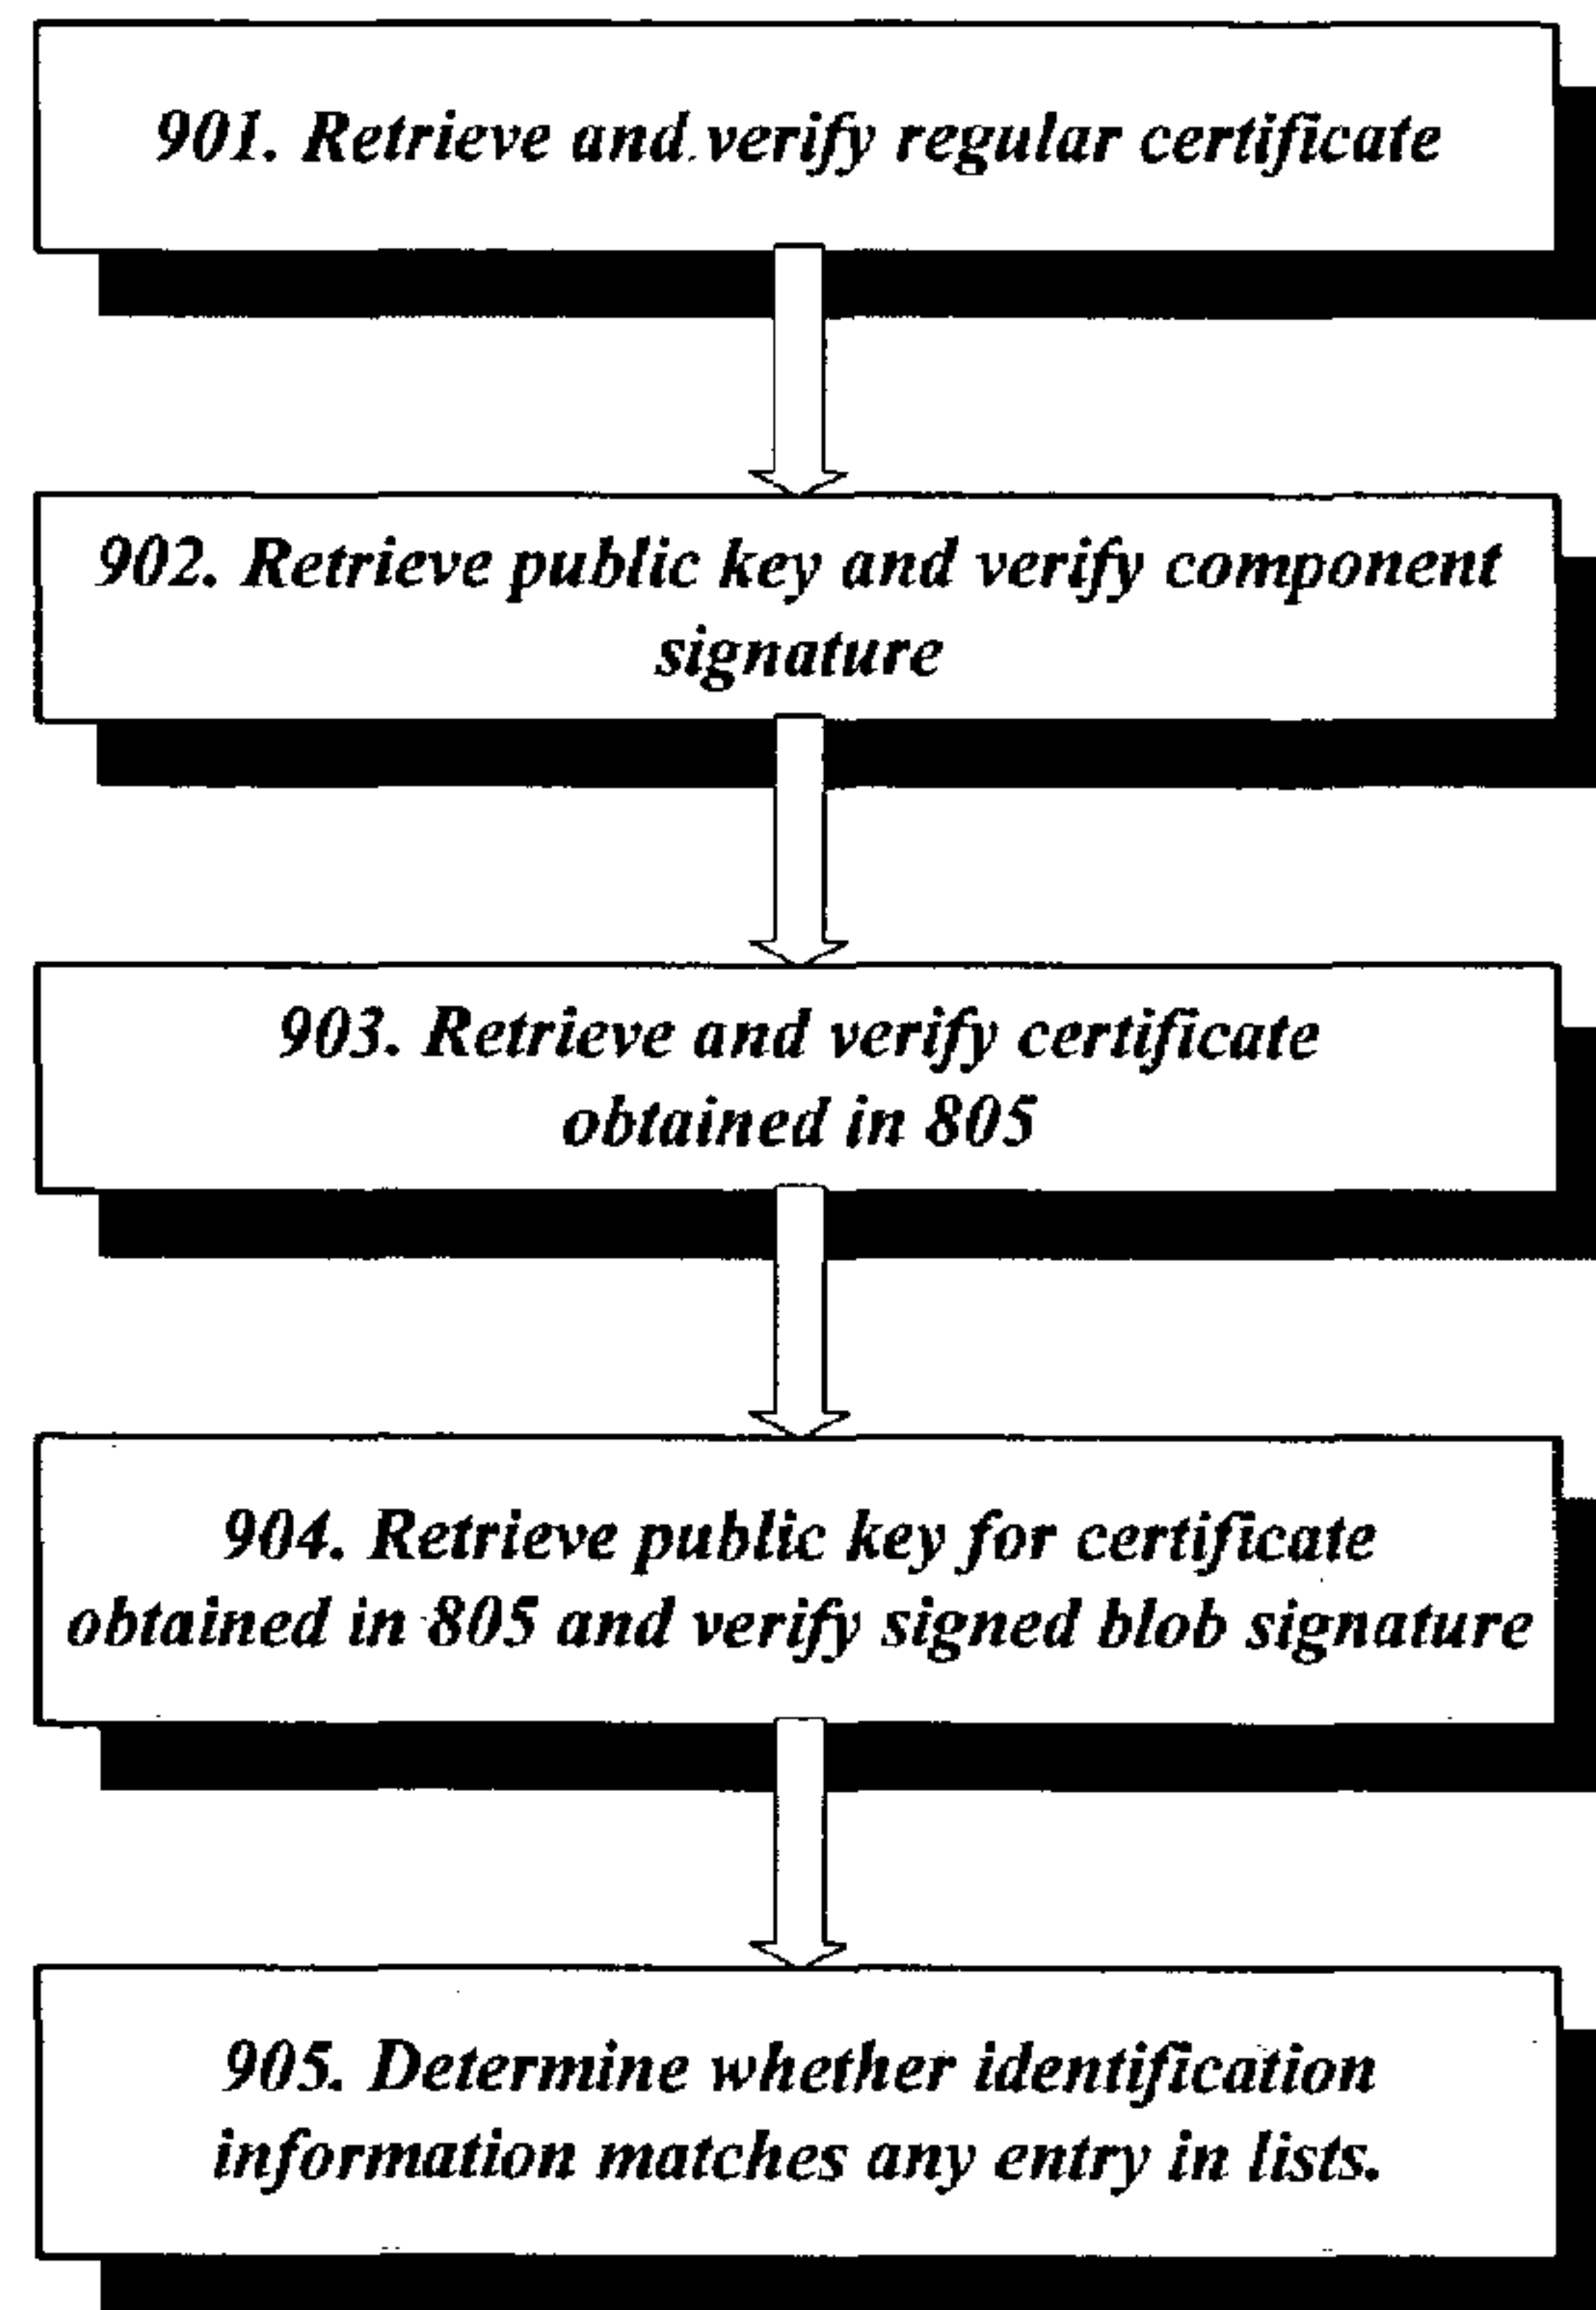 901. Retrieve and verify regular certificate
902. Retrieve public key and verify component
signature
903. Retrieve and verify certificate
obtained in 805
904. Retrieve public key for certificate
obtained in 805 and verify signed blob signature
905. Determine whether identification
information matches any entry in lists.